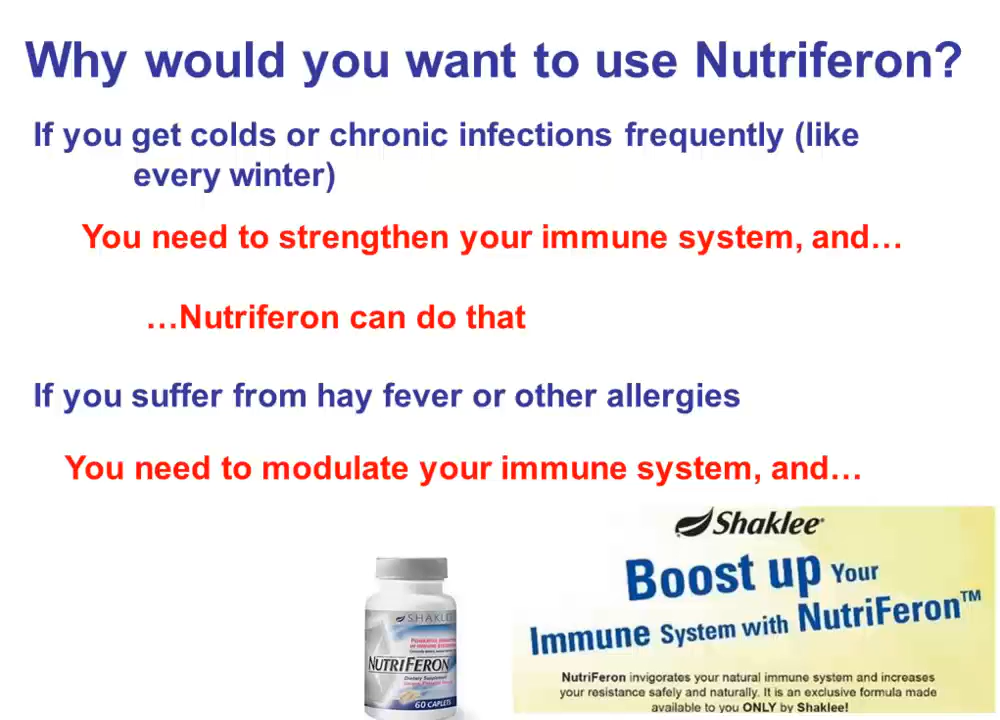 Why would you want to use Nutriferon?
If you get colds or chronic infections frequently (like
every winter)
You need to strengthen your immune system, and…
…Nutriferon can do that
If you suffer from hay fever or other allergies
You need to modulate your immune system, and…
Shaklee®
Boost up Your
Immune System with NutriFeron™
NutriFeron invigorates your natural immune system and increases
your resistance safely and naturally. It is an exclusive formula made
available to you ONLY by Shaklee!
SHAKLEE
NUTRIFERON
Dietary Supplement
60 CAPLETS